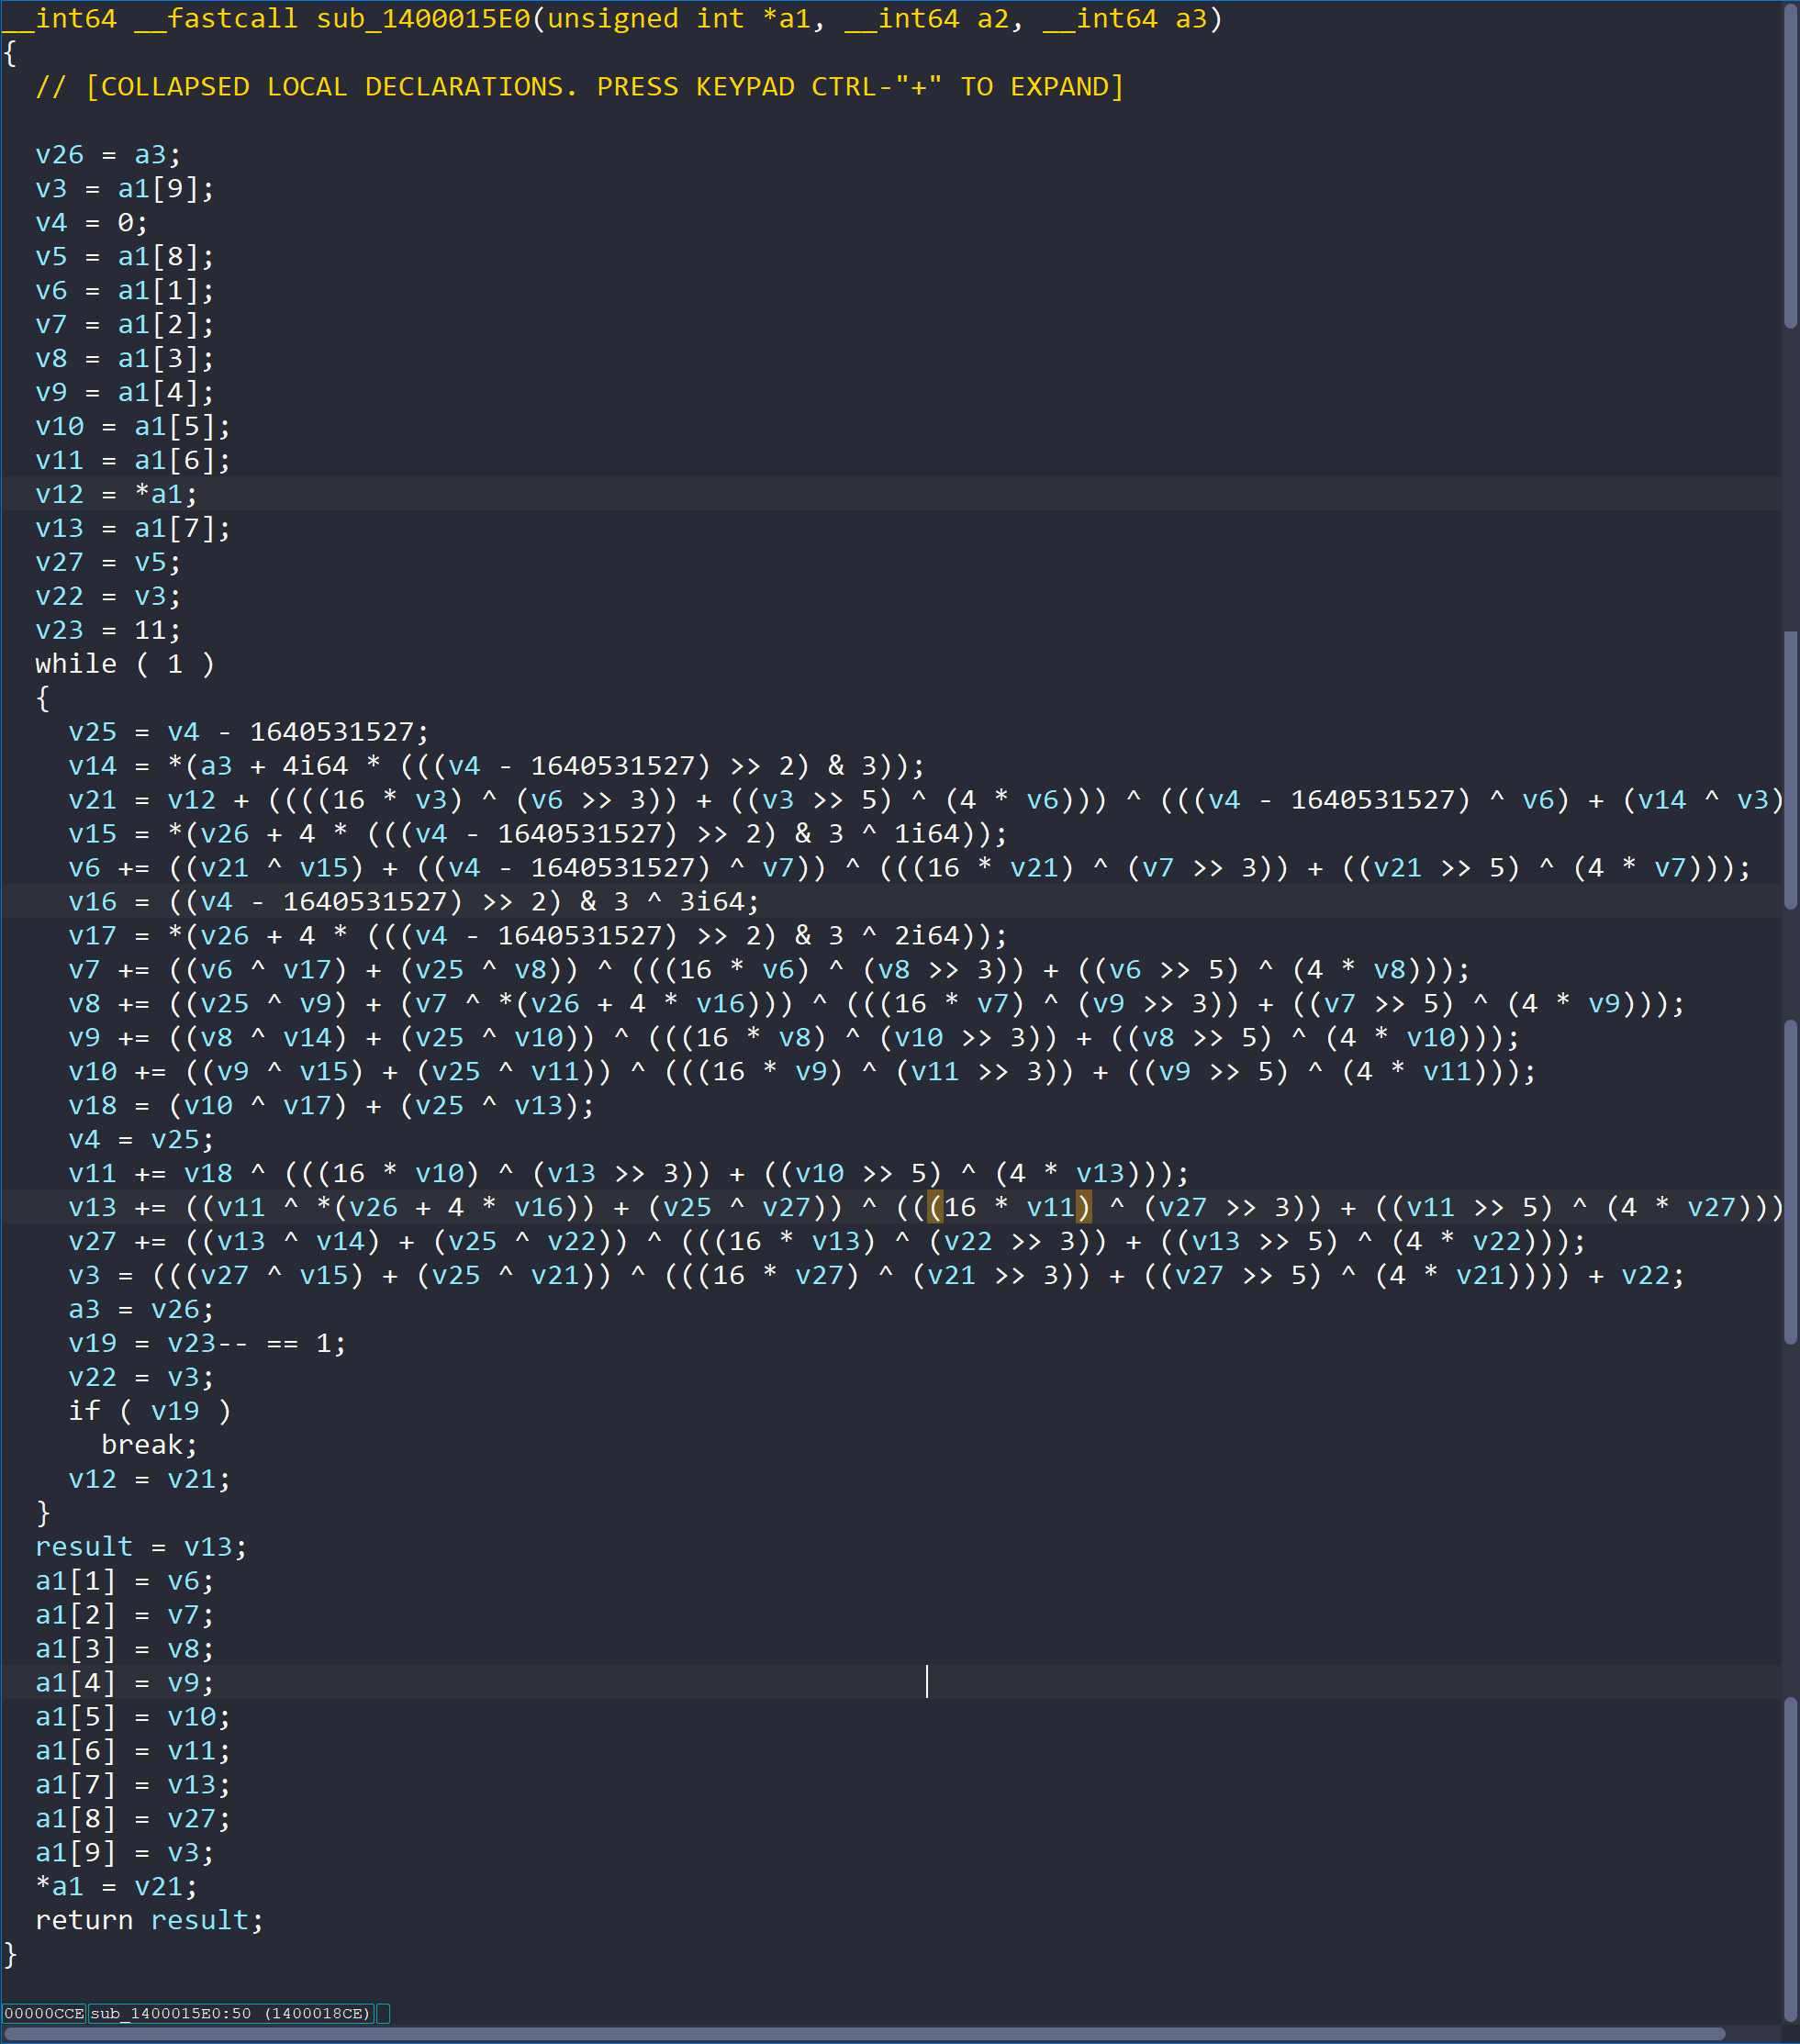 __int64 __fastcall sub_1400015E0(unsigned int *a1, __int64 a2, __int64 a3)
{
  // [COLLAPSED LOCAL DECLARATIONS. PRESS KEYPAD CTRL-"+" TO EXPAND]

  v26 = a3;
  v3 = a1[9];
  v4 = 0;
  v5 = a1[8];
  v6 = a1[1];
  v7 = a1[2];
  v8 = a1[3];
  v9 = a1[4];
  v10 = a1[5];
  v11 = a1[6];
  v12 = *a1;
  v13 = a1[7];
  v27 = v5;
  v22 = v3;
  v23 = 11;
  while ( 1 )
  {
    v25 = v4 - 1640531527;
    v14 = *(a3 + 4i64 * (((v4 - 1640531527) >> 2) & 3));
    v21 = v12 + ((((16 * v3) ^ (v6 >> 3)) + ((v3 >> 5) ^ (4 * v6))) ^ (((v4 - 1640531527) ^ v6) + (v14 ^ v3)
    v15 = *(v26 + 4 * (((v4 - 1640531527) >> 2) & 3 ^ 1i64));
    v6 += ((v21 ^ v15) + ((v4 - 1640531527) ^ v7)) ^ (((16 * v21) ^ (v7 >> 3)) + ((v21 >> 5) ^ (4 * v7)));
    v16 = ((v4 - 1640531527) >> 2) & 3 ^ 3i64;
    v17 = *(v26 + 4 * (((v4 - 1640531527) >> 2) & 3 ^ 2i64));
    v7 += ((v6 ^ v17) + (v25 ^ v8)) ^ (((16 * v6) ^ (v8 >> 3)) + ((v6 >> 5) ^ (4 * v8)));
    v8 += ((v25 ^ v9) + (v7 ^ *(v26 + 4 * v16))) ^ (((16 * v7) ^ (v9 >> 3)) + ((v7 >> 5) ^ (4 * v9)));
    v9 += ((v8 ^ v14) + (v25 ^ v10)) ^ (((16 * v8) ^ (v10 >> 3)) + ((v8 >> 5) ^ (4 * v10)));
    v10 += ((v9 ^ v15) + (v25 ^ v11)) ^ (((16 * v9) ^ (v11 >> 3)) + ((v9 >> 5) ^ (4 * v11)));
    v18 = (v10 ^ v17) + (v25 ^ v13);
    v4 = v25;
    v11 += v18 ^ (((16 * v10) ^ (v13 >> 3)) + ((v10 >> 5) ^ (4 * v13)));
    v13 += ((v11 ^ *(v26 + 4 * v16)) + (v25 ^ v27)) ^ (((16 * v11) ^ (v27 >> 3)) + ((v11 >> 5) ^ (4 * v27)))
    v27 += ((v13 ^ v14) + (v25 ^ v22)) ^ (((16 * v13) ^ (v22 >> 3)) + ((v13 >> 5) ^ (4 * v22)));
    v3 = (((v27 ^ v15) + (v25 ^ v21)) ^ (((16 * v27) ^ (v21 >> 3)) + ((v27 >> 5) ^ (4 * v21)))) + v22;
    a3 = v26;
    v19 = v23-- == 1;
    v22 = v3;
    if ( v19 )
      break;
    v12 = v21;
  }
  result = v13;
  a1[1] = v6;
  a1[2] = v7;
  a1[3] = v8;
  a1[4] = v9;
  a1[5] = v10;
  a1[6] = v11;
  a1[7] = v13;
  a1[8] = v27;
  a1[9] = v3;
  *a1 = v21;
  return result;
}
00000CCE sub_1400015E0:50 (1400018CE)